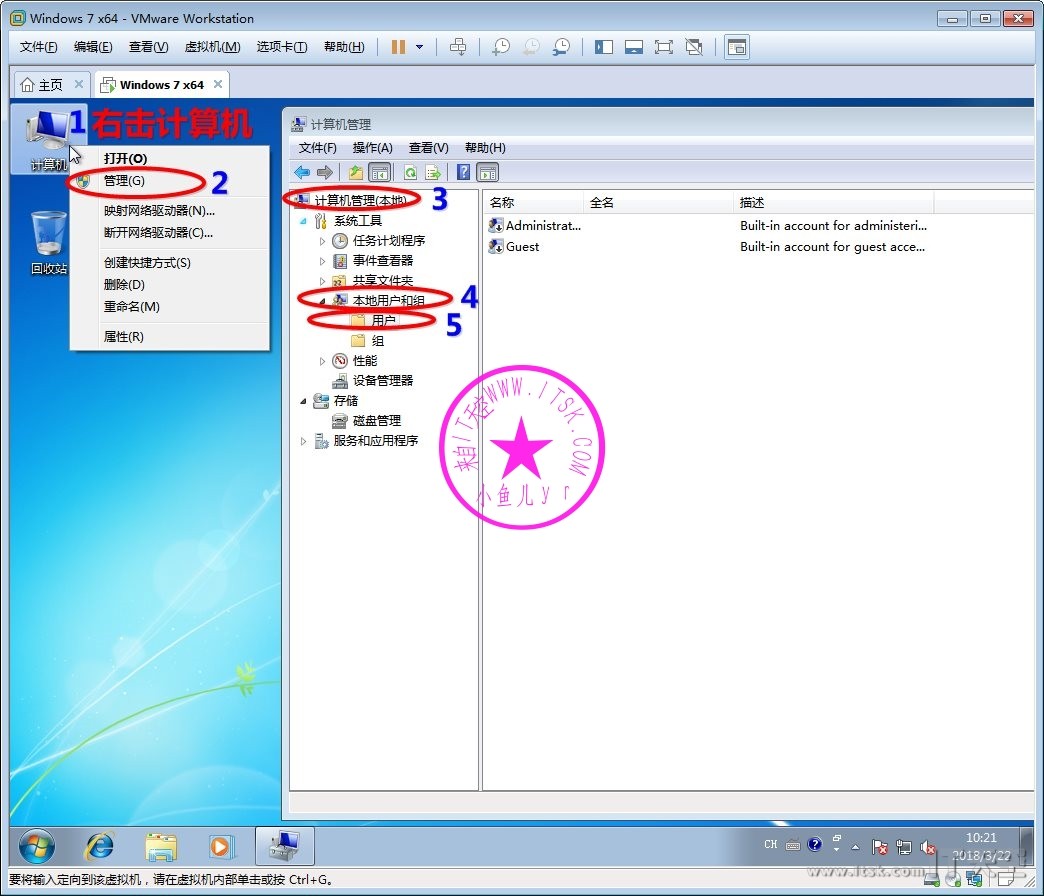 Windows 7 x64 - VMware Workstation
文件(F) 编辑(E) 查看(V) 虚拟机(M) 选项卡(T) 帮助(H)
主页 Windows 7 x64
1 右击计算机
计算机
打开(O)
管理(G) 2
映射网络驱动器(N)...
断开网络驱动器(C)...
创建快捷方式(S)
删除(D)
重命名(M)
属性(R)
回收站
计算机管理
文件(F) 操作(A) 查看(V) 帮助(H)
计算机管理(本地) 3
系统工具
任务计划程序
事件查看器
共享文件夹
本地用户和组 4
用户 5
组
性能
设备管理器
存储
磁盘管理
服务和应用程序
名称 全名 描述
Administrat... Built-in account for administeri...
Guest Built-in account for guest acce...
来自IT天空WWW.ITSK.COM
小鱼儿yr
CH 10:21
2018/3/22
www.itsk.com IT天空
要将输入定向到该虚拟机，请在虚拟机内部单击或按 Ctrl+G。